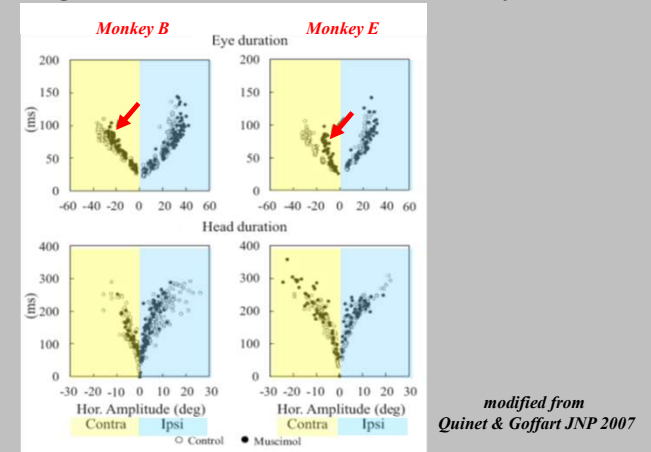 Monkey B Monkey E
Eye duration
200 200
150 150
100 100
50 50
0 0
(ms)
-60 -40 -20 0 20 40 60 -60 -40 -20 0 20 40 60
Head duration
400 400
300 300
200 200
100 100
0 0
(ms)
-30 -20 -10 0 10 20 30 -30 -20 -10 0 10 20 30
Hor. Amplitude (deg) Hor. Amplitude (deg)
Contra Ipsi Contra Ipsi
Control Muscimol
modified from
Quinet & Goffart JNP 2007